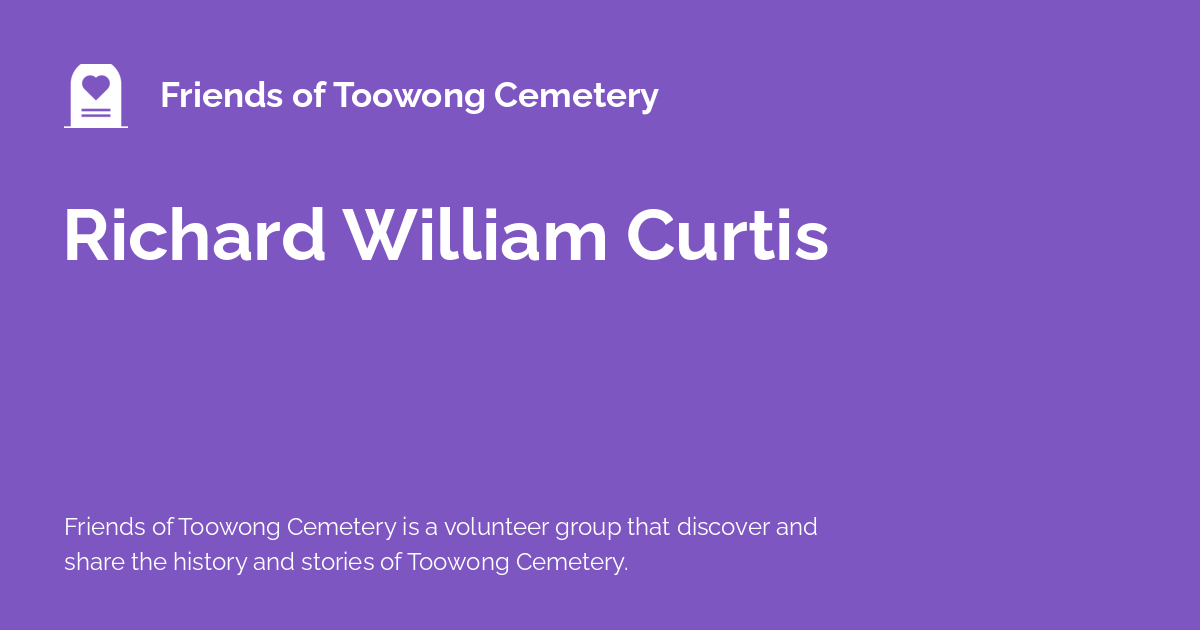 Friends of Toowong Cemetery
Richard William Curtis
Friends of Toowong Cemetery is a volunteer group that discover and
share the history and stories of Toowong Cemetery.